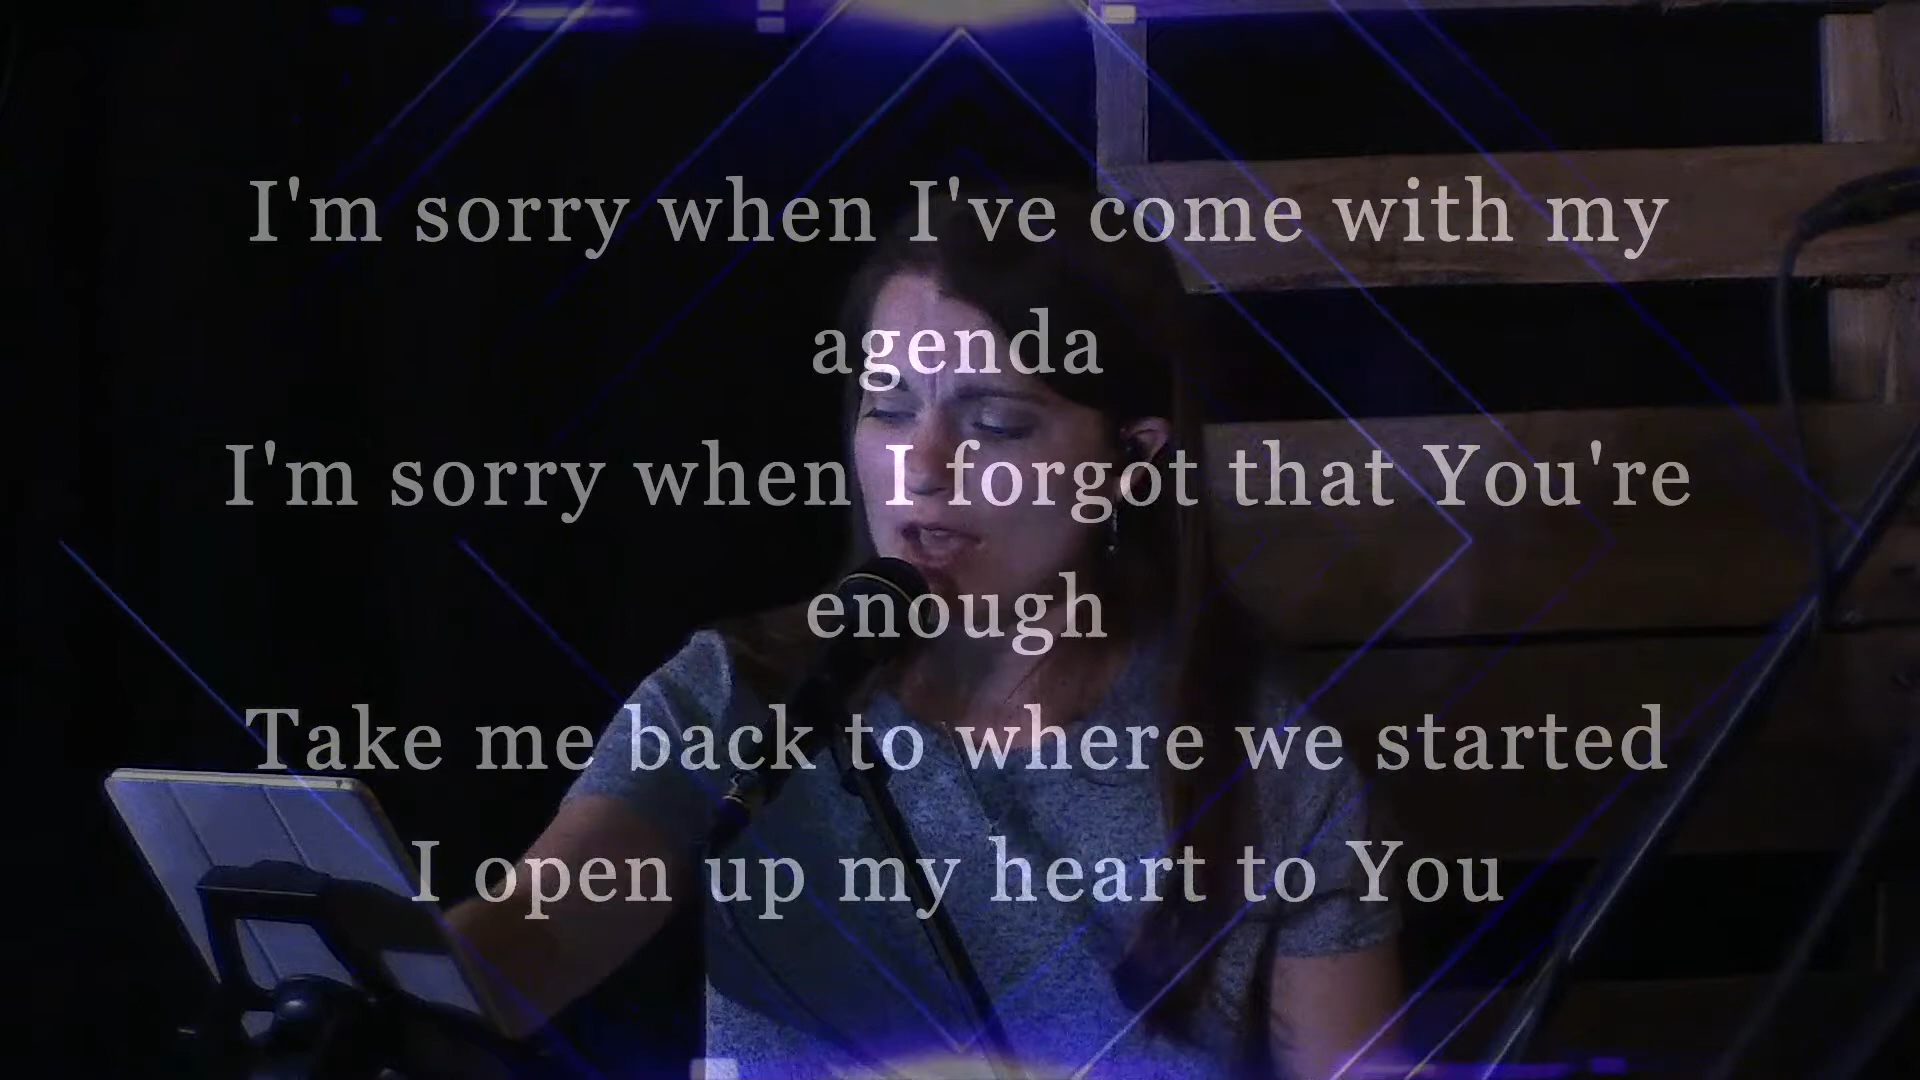 I'm sorry when I've come with my
agenda
I'm sorry when I forgot that You're
enough
Take me back to where we started
I open up my heart to You